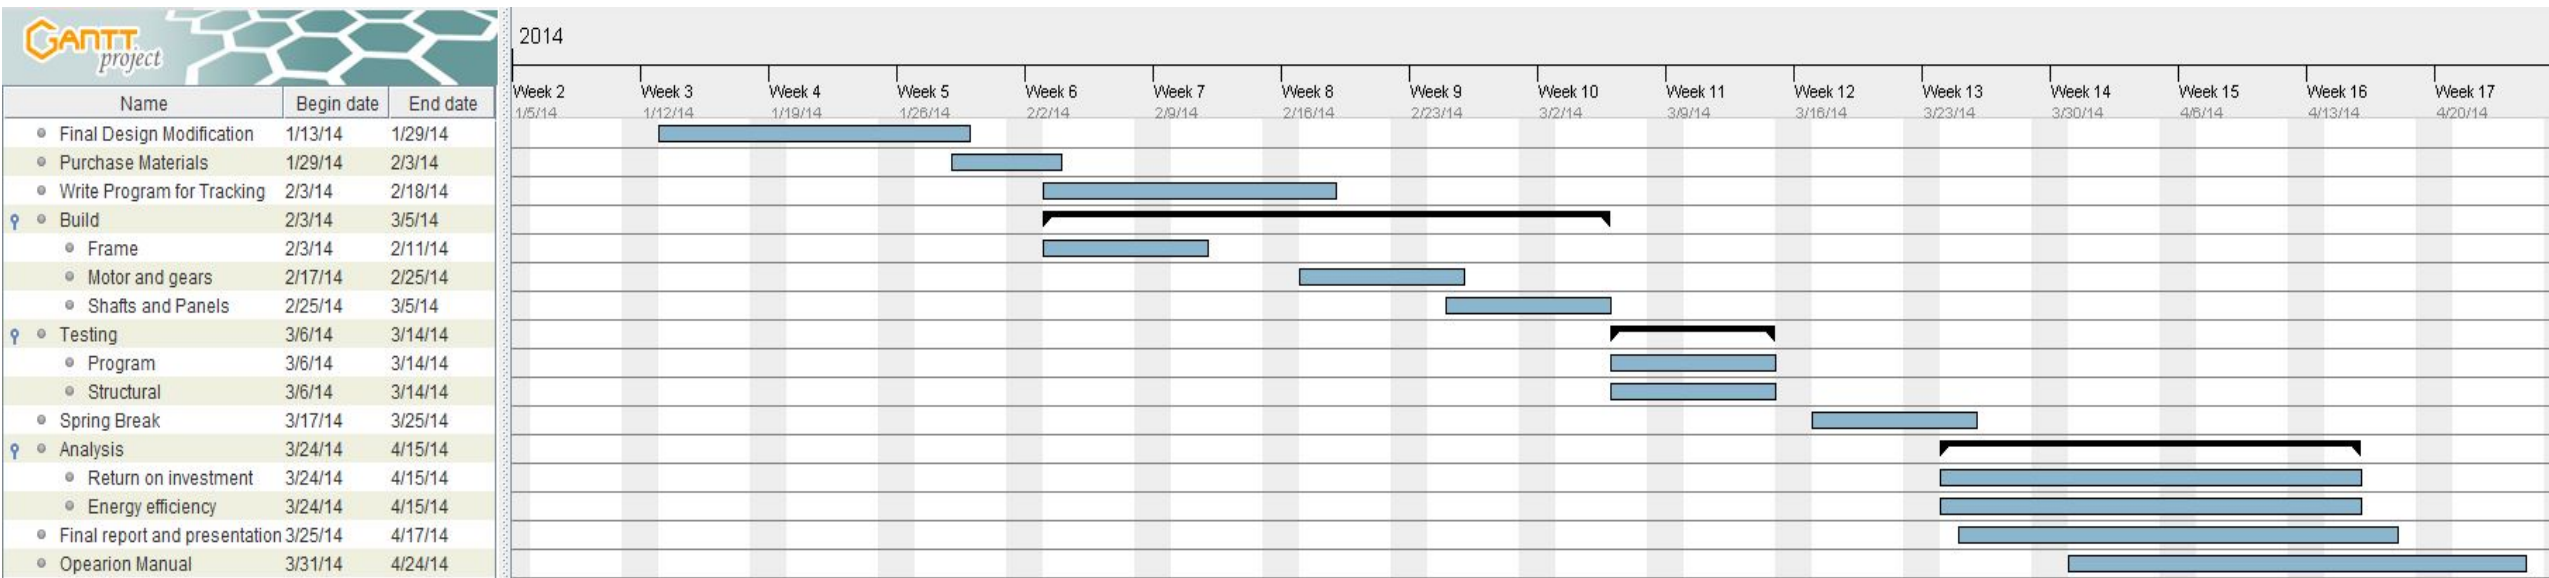 GANTT
project
2014
Week 2 Week 3 Week 4 Week 5 Week 6 Week 7 Week 8 Week 9 Week 10 Week 11 Week 12 Week 13 Week 14 Week 15 Week 16 Week 17
1/5/14 1/12/14 1/19/14 1/26/14 2/2/14 2/9/14 2/16/14 2/23/14 3/2/14 3/9/14 3/16/14 3/23/14 3/30/14 4/6/14 4/13/14 4/20/14
Name Begin date End date
Final Design Modification 1/13/14 1/29/14
Purchase Materials 1/29/14 2/3/14
Write Program for Tracking 2/3/14 2/18/14
Build 2/3/14 3/5/14
Frame 2/3/14 2/11/14
Motor and gears 2/17/14 2/25/14
Shafts and Panels 2/25/14 3/5/14
Testing 3/6/14 3/14/14
Program 3/6/14 3/14/14
Structural 3/6/14 3/14/14
Spring Break 3/17/14 3/25/14
Analysis 3/24/14 4/15/14
Return on investment 3/24/14 4/15/14
Energy efficiency 3/24/14 4/15/14
Final report and presentation 3/25/14 4/17/14
Opearion Manual 3/31/14 4/24/14